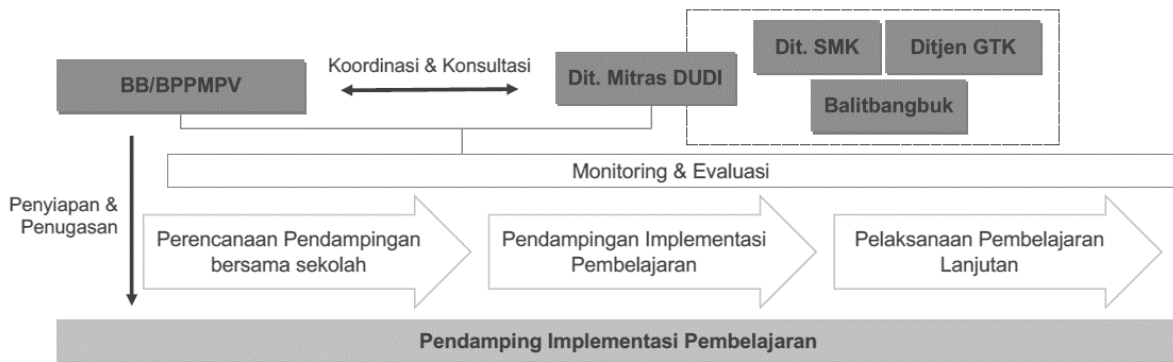 Dit. SMK
Ditjen GTK
BB/BPPMPV
Koordinasi & Konsultasi
Dit. Mitras DUDI
Balitbangbuk
Monitoring & Evaluasi
Penyiapan &
Penugasan
Perencanaan Pendampingan
bersama sekolah
Pendampingan Implementasi
Pembelajaran
Pelaksanaan Pembelajaran
Lanjutan
Pendamping Implementasi Pembelajaran